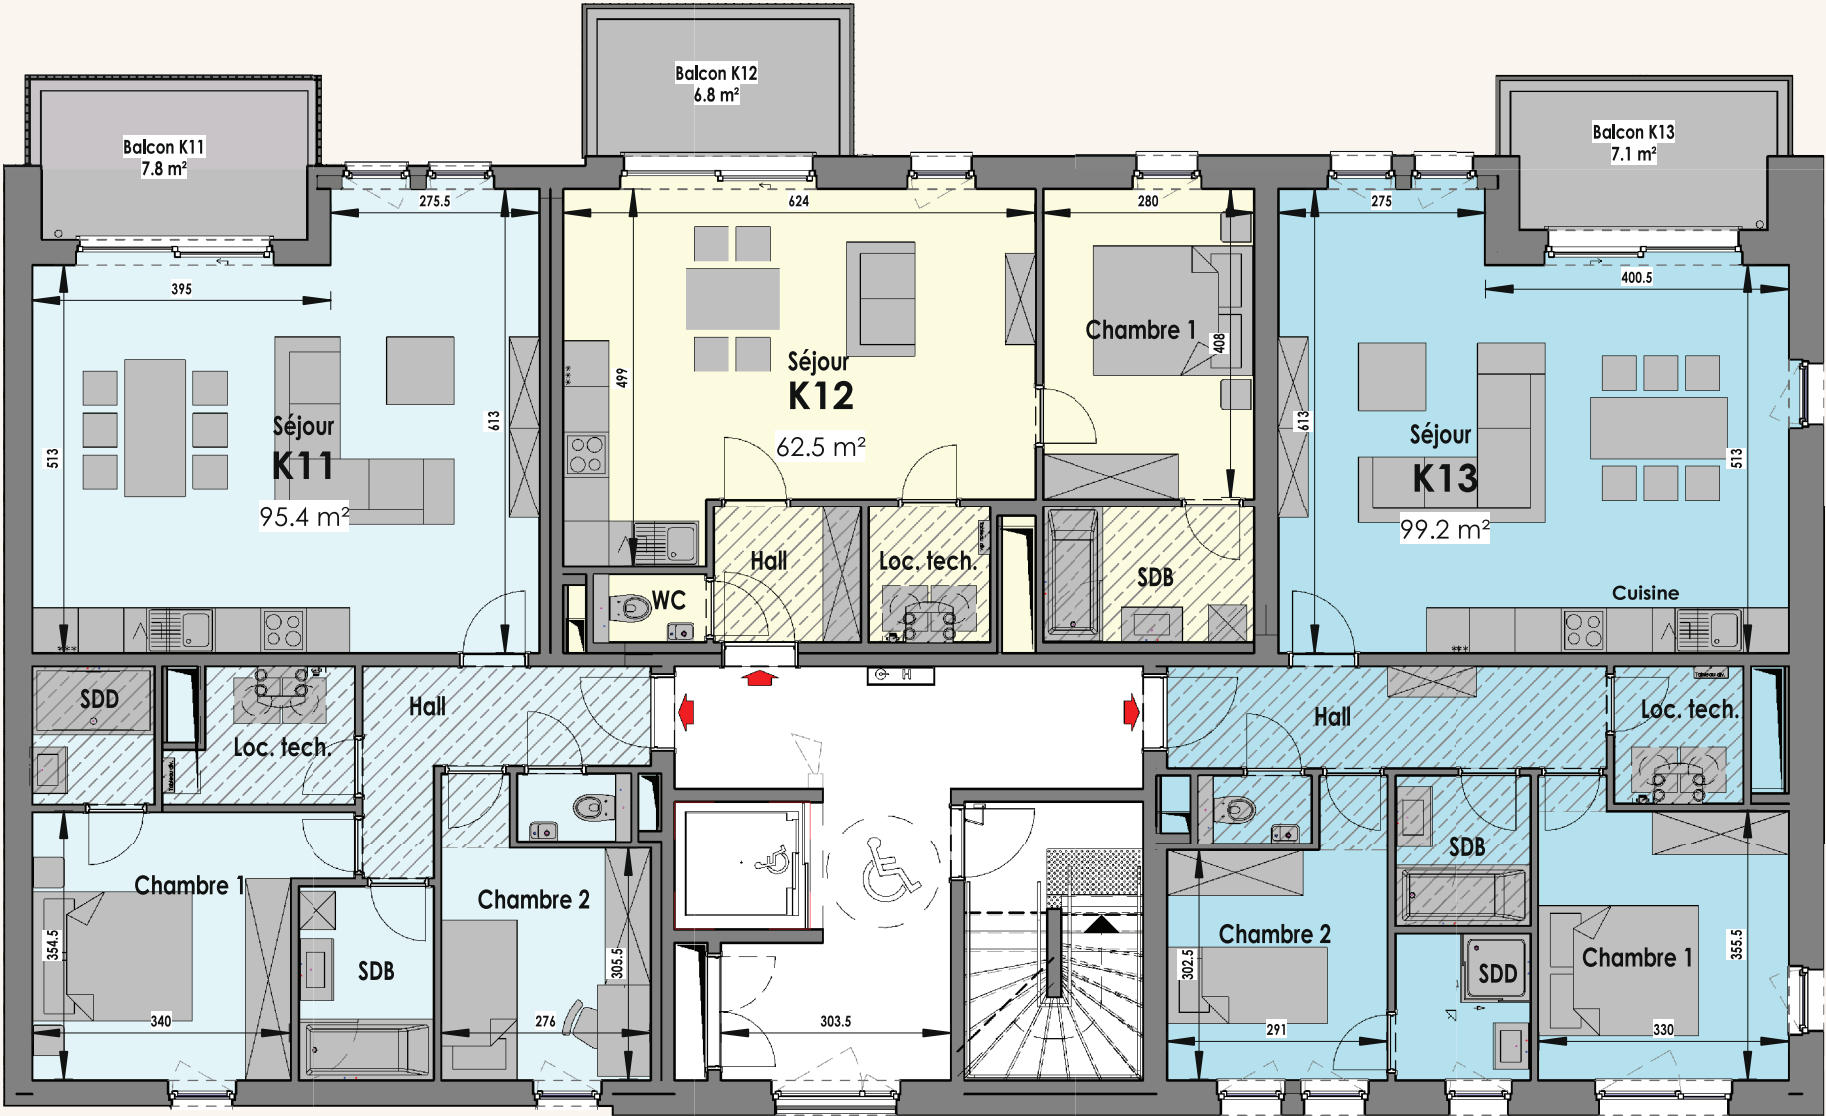 Balcon K12
6.8 m²
Balcon K11
7.8 m²
Balcon K13
7.1 m²
275.5
624
280
275
395
400.5
Chambre 1
408
Séjour
K12
62.5 m²
499
Séjour
K11
95.4 m²
513
613
613
Séjour
K13
99.2 m²
513
Hall
Loc. tech.
SDB
WC
Cuisine
SDD
Loc. tech.
Hall
H
Hall
Loc. tech.
Chambre 1
354.5
340
SDB
Chambre 2
305.5
276
303.5
Chambre 2
302.5
291
SDB
SDD
Chambre 1
355.5
330